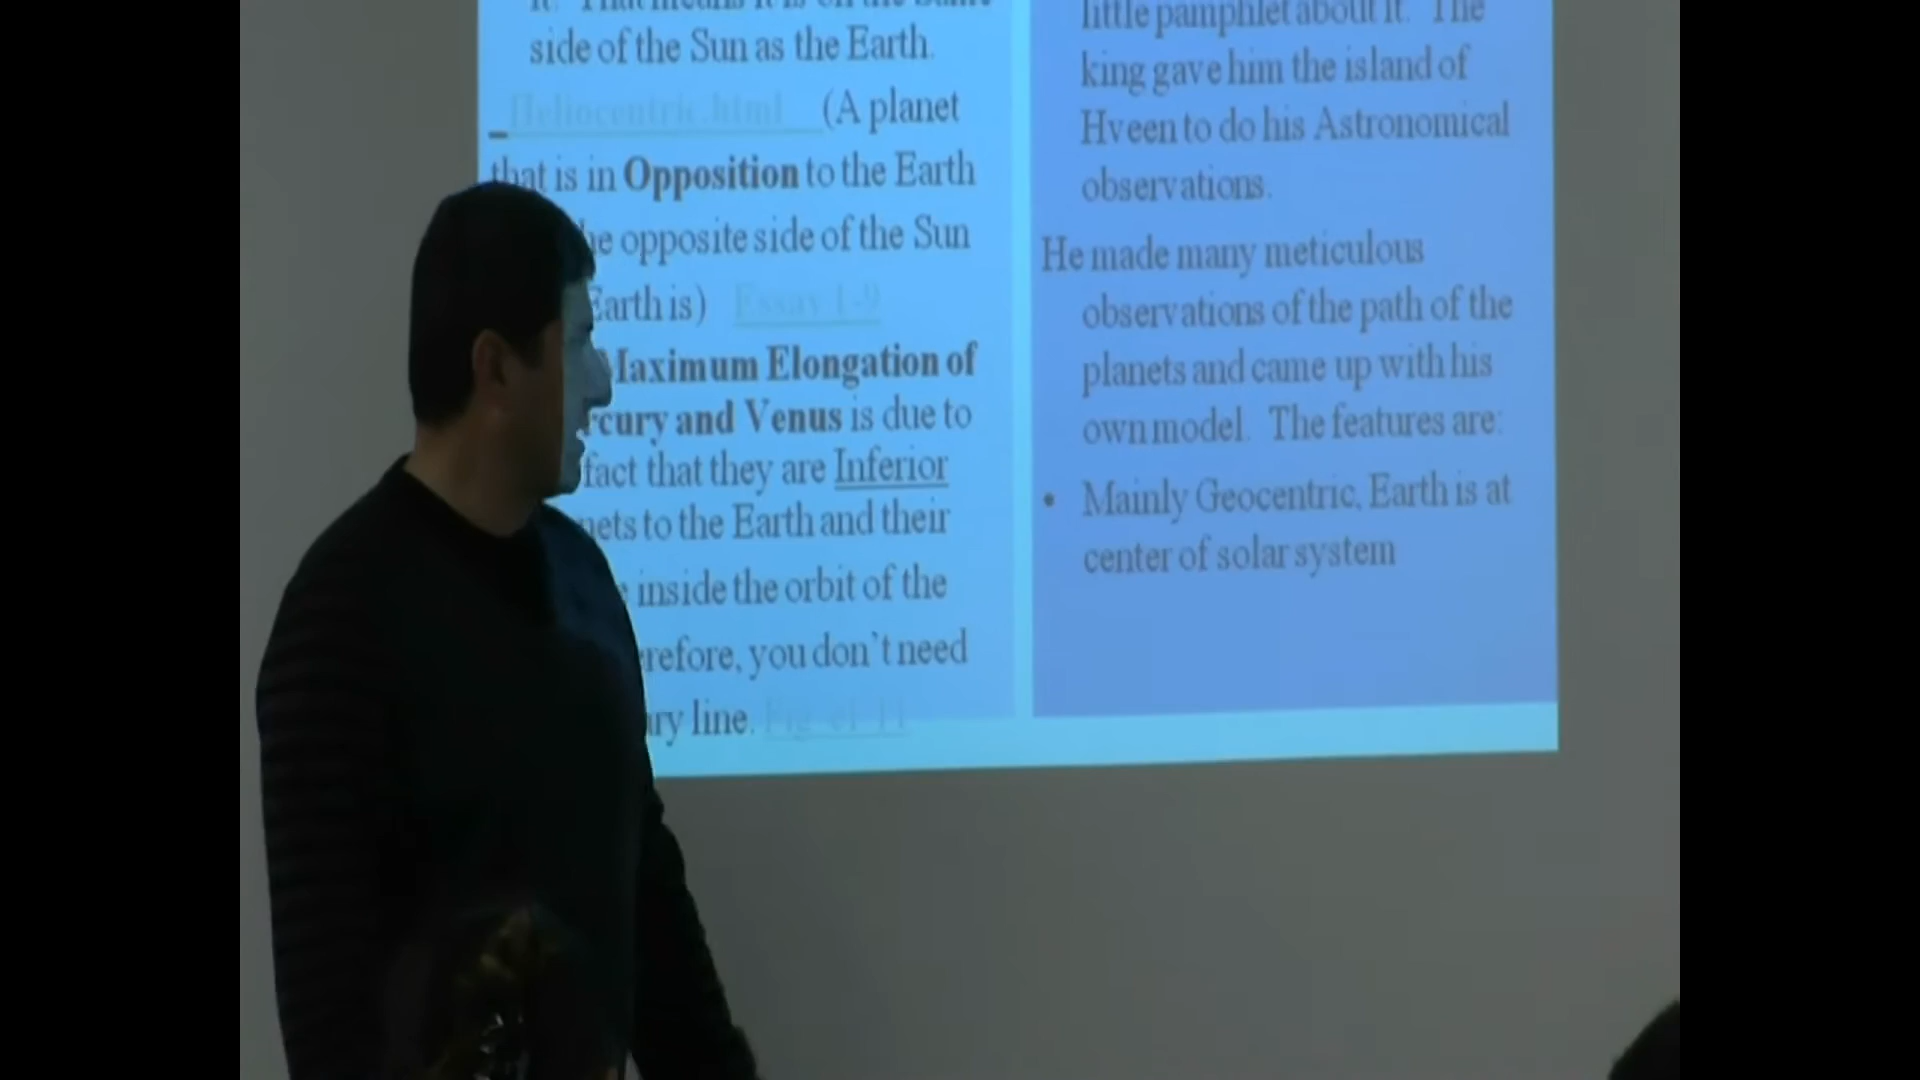 side of the Sun as the Earth.
Heliocentric.html (A planet
that is in Opposition to the Earth
he opposite side of the Sun
Earth is) Essay 1-9
Maximum Elongation of
rcury and Venus is due to
fact that they are Inferior
nets to the Earth and their
inside the orbit of the
refore, you don't need
ry line.
little pamphlet about it. The
king gave him the island of
Hveen to do his Astronomical
observations.
He made many meticulous
observations of the path of the
planets and came up with his
own model. The features are:
• Mainly Geocentric, Earth is at
center of solar system